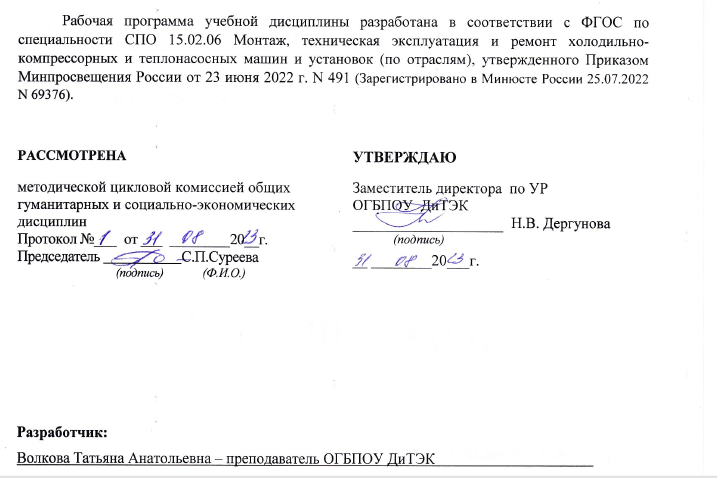 Рабочая программа учебной дисциплины разработана в соответствии с ФГОС по
специальности СПО 15.02.06 Монтаж, техническая эксплуатация и ремонт холодильно-
компрессорных и теплонасосных машин и установок (по отраслям), утвержденного Приказом
Минпросвещения России от 23 июня 2022 г. N 491 (Зарегистрировано в Минюсте России 25.07.2022
N 69376).
РАССМОТРЕНА
методической цикловой комиссией общих
гуманитарных и социально-экономических
дисциплин
Протокол № 1 от 31 08 2023г.
Председатель С.П.Суреева
(подпись) (Ф.И.О.)
УТВЕРЖДАЮ
Заместитель директора по УР
ОГБПОУ ДиТЭК
Н.В. Дергунова
(подпись)
31 08 2023 г.
Разработчик:
Волкова Татьяна Анатольевна – преподаватель ОГБПОУ ДиТЭК